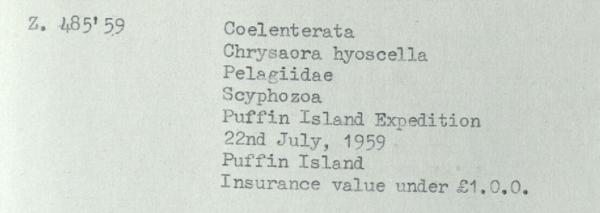 Z. 485'59 Coelenterata
Chrysaora hyoscella
Pelagiidae
Scyphozoa
Puffin Island Expedition
22nd July, 1959
Puffin Island
Insurance value under £1.0.0.